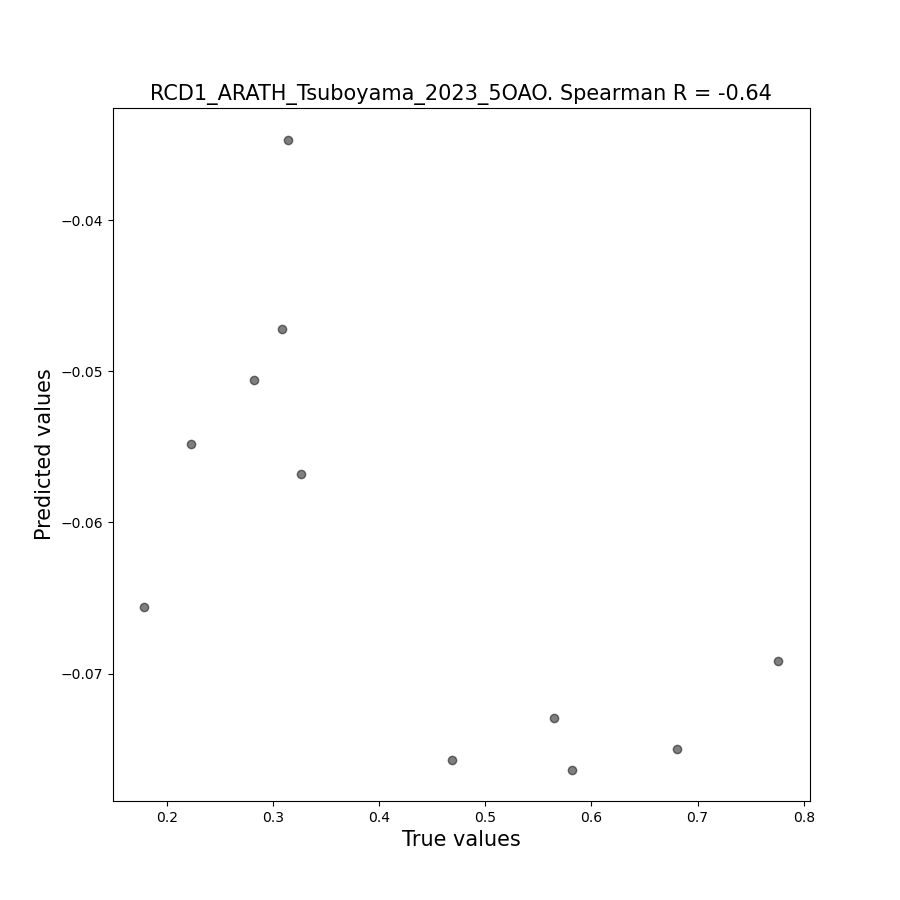 RCD1_ARATH_Tsuboyama_2023_5OAO. Spearman R = -0.64
Predicted values
−0.04
−0.05
−0.06
−0.07
0.2 0.3 0.4 0.5 0.6 0.7 0.8
True values